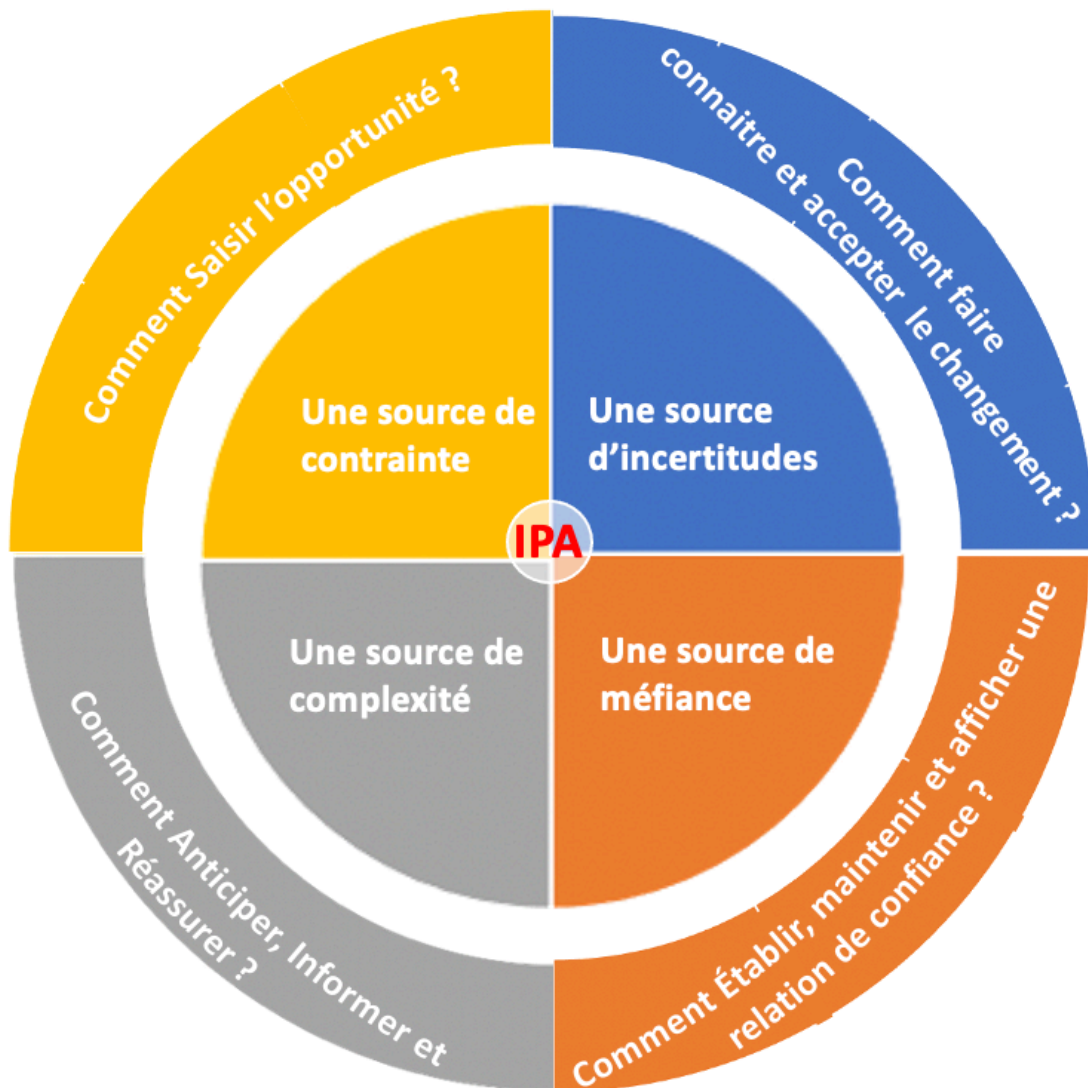 Comment Saisir l’opportunité ?
Comment faire
connaitre et accepter le changement ?
Une source de
contrainte
Une source
d’incertitudes
IPA
Une source de
complexité
Une source de
méfiance
Comment Anticiper, Informer et
Réassurer ?
Comment Établir, maintenir et afficher une
relation de confiance ?